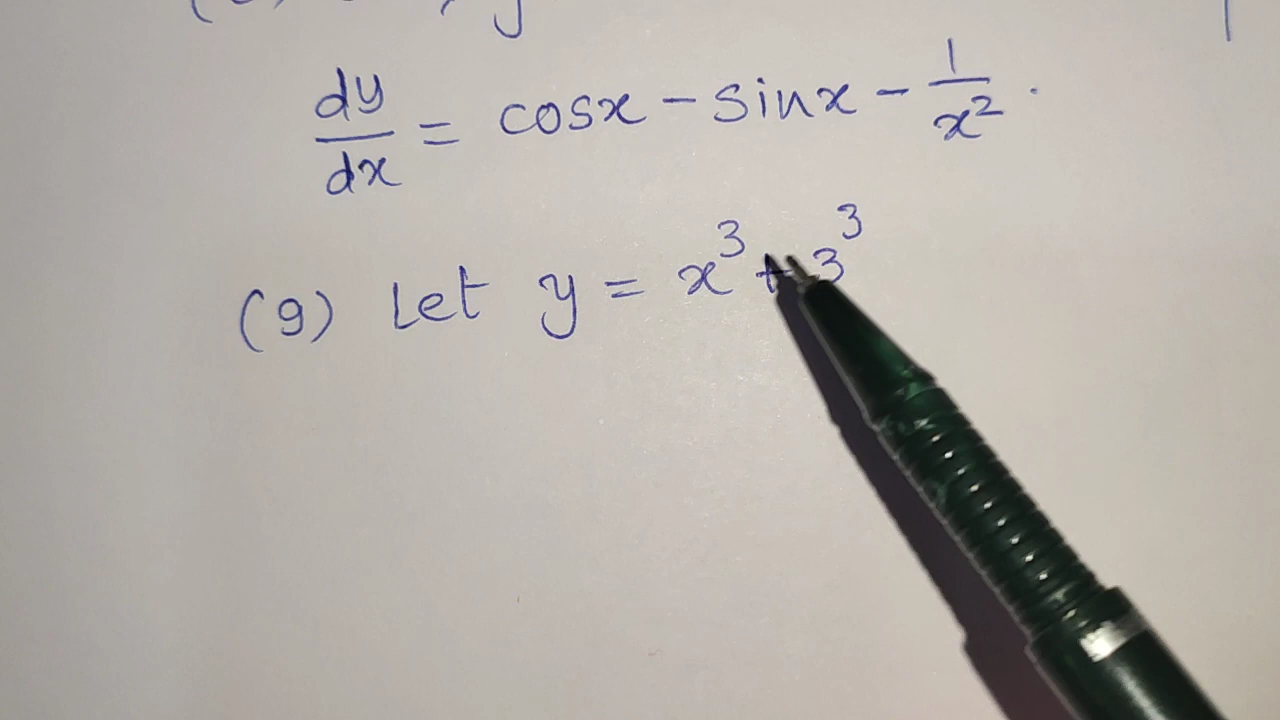 dy/dx = cosx - sinx - 1/x².
(9) Let y = x³ + 3³